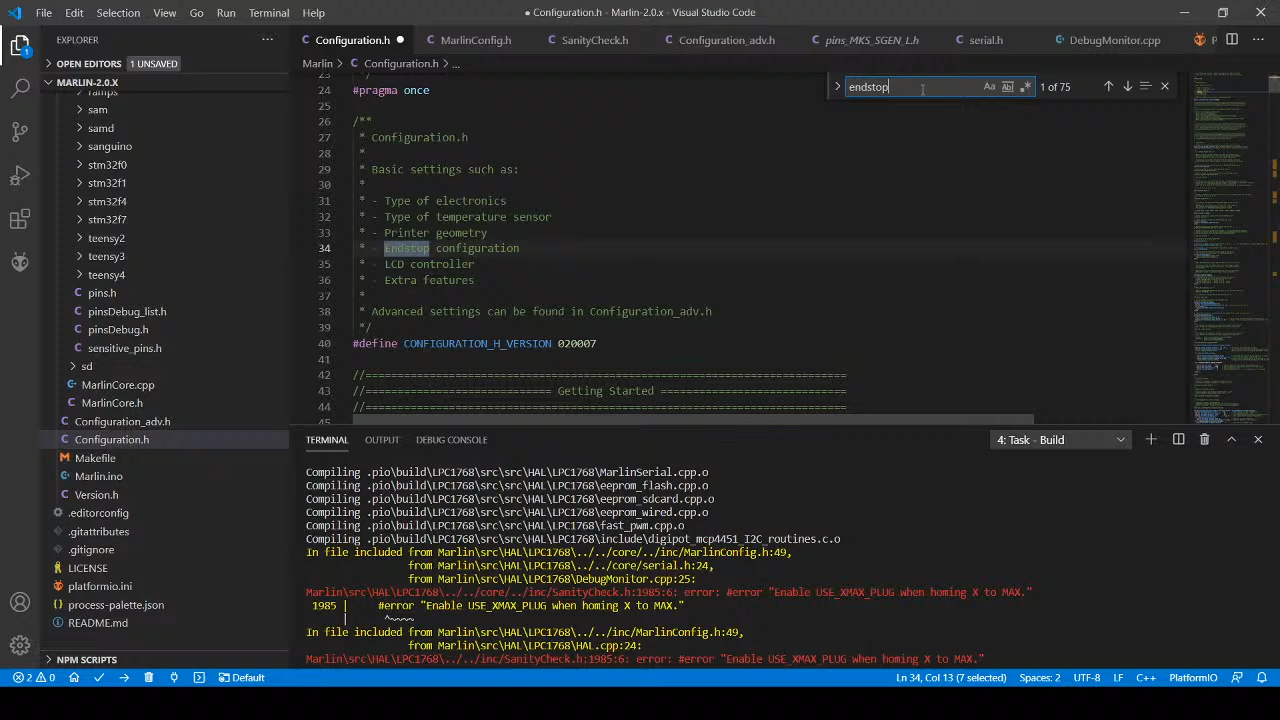 File Edit Selection View Go Run Terminal Help
● Configuration.h - Marlin-2.0.x - Visual Studio Code
EXPLORER
Configuration.h
MarlinConfig.h
SanityCheck.h
Configuration_adv.h
pins_MKS_SGEN_L.h
serial.h
DebugMonitor.cpp
P
1
OPEN EDITORS 1 UNSAVED
Marlin > Configuration.h > ...
MARLIN-2.0.X
ramps
sam
samd
sanguino
stm32f0
stm32f1
stm32f4
stm32f7
teensy2
teensy3
teensy4
pins.h
pinsDebug_list.h
pinsDebug.h
sensitive_pins.h
sd
MarlinCore.cpp
MarlinCore.h
Configuration_adv.h
Configuration.h
Makefile
Marlin.ino
Version.h
.editorconfig
.gitattributes
.gitignore
LICENSE
platformio.ini
process-palette.json
README.md
NPM SCRIPTS
endstop Aa Ab .* 1 of 75
23 */
24 #pragma once
25
26 /**
27 * Configuration.h
28 *
29 * Basic settings such as:
30 *
31 * - Type of electronics
32 * - Type of temperature sensor
33 * - Printer geometry
34 * - Endstop configuration
35 * - LCD controller
36 * - Extra features
37 *
38 * Advanced settings can be found in Configuration_adv.h
39 */
40 #define CONFIGURATION_H_VERSION 020007
41
42 //===========================================================================
43 //============================= Getting Started =============================
44 //===========================================================================
45
TERMINAL OUTPUT DEBUG CONSOLE
4: Task - Build
Compiling .pio\build\LPC1768\src\src\HAL\LPC1768\MarlinSerial.cpp.o
Compiling .pio\build\LPC1768\src\src\HAL\LPC1768\eeprom_flash.cpp.o
Compiling .pio\build\LPC1768\src\src\HAL\LPC1768\eeprom_sdcard.cpp.o
Compiling .pio\build\LPC1768\src\src\HAL\LPC1768\eeprom_wired.cpp.o
Compiling .pio\build\LPC1768\src\src\HAL\LPC1768\fast_pwm.cpp.o
Compiling .pio\build\LPC1768\src\src\HAL\LPC1768\include\digipot_mcp4451_I2C_routines.c.o
In file included from Marlin\src\HAL\LPC1768\../../core/../inc/MarlinConfig.h:49,
from Marlin\src\HAL\LPC1768\../../core/serial.h:24,
from Marlin\src\HAL\LPC1768\DebugMonitor.cpp:25:
Marlin\src\HAL\LPC1768\../../core/../inc/SanityCheck.h:1985:6: error: #error "Enable USE_XMAX_PLUG when homing X to MAX."
1985 | #error "Enable USE_XMAX_PLUG when homing X to MAX."
| ^~~~~
In file included from Marlin\src\HAL\LPC1768\../../inc/MarlinConfig.h:49,
from Marlin\src\HAL\LPC1768\HAL.cpp:24:
Marlin\src\HAL\LPC1768\../../inc/SanityCheck.h:1985:6: error: #error "Enable USE_XMAX_PLUG when homing X to MAX."
2 0 Default
Ln 34, Col 13 (7 selected) Spaces: 2 UTF-8 LF C++ PlatformIO